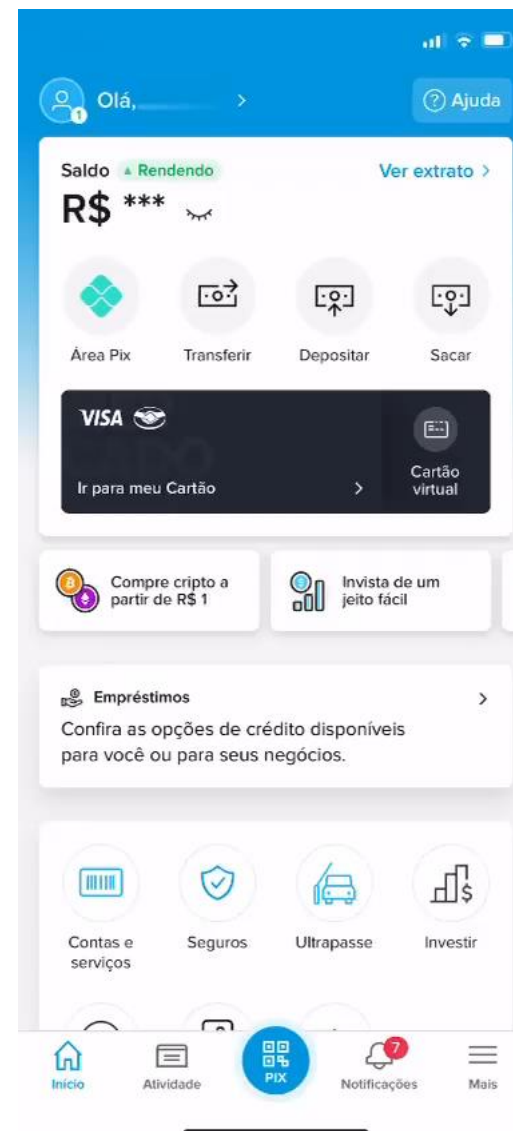 Olá,
Ajuda
Saldo Rendendo
Ver extrato
R$ ***
Área Pix
Transferir
Depositar
Sacar
VISA
Ir para meu Cartão
Cartão
virtual
Compre cripto a
partir de R$ 1
Invista de um
jeito fácil
Empréstimos
Confira as opções de crédito disponíveis
para você ou para seus negócios.
Contas e
serviços
Seguros
Ultrapasse
Investir
Início
Atividade
PIX
7
Notificações
Mais